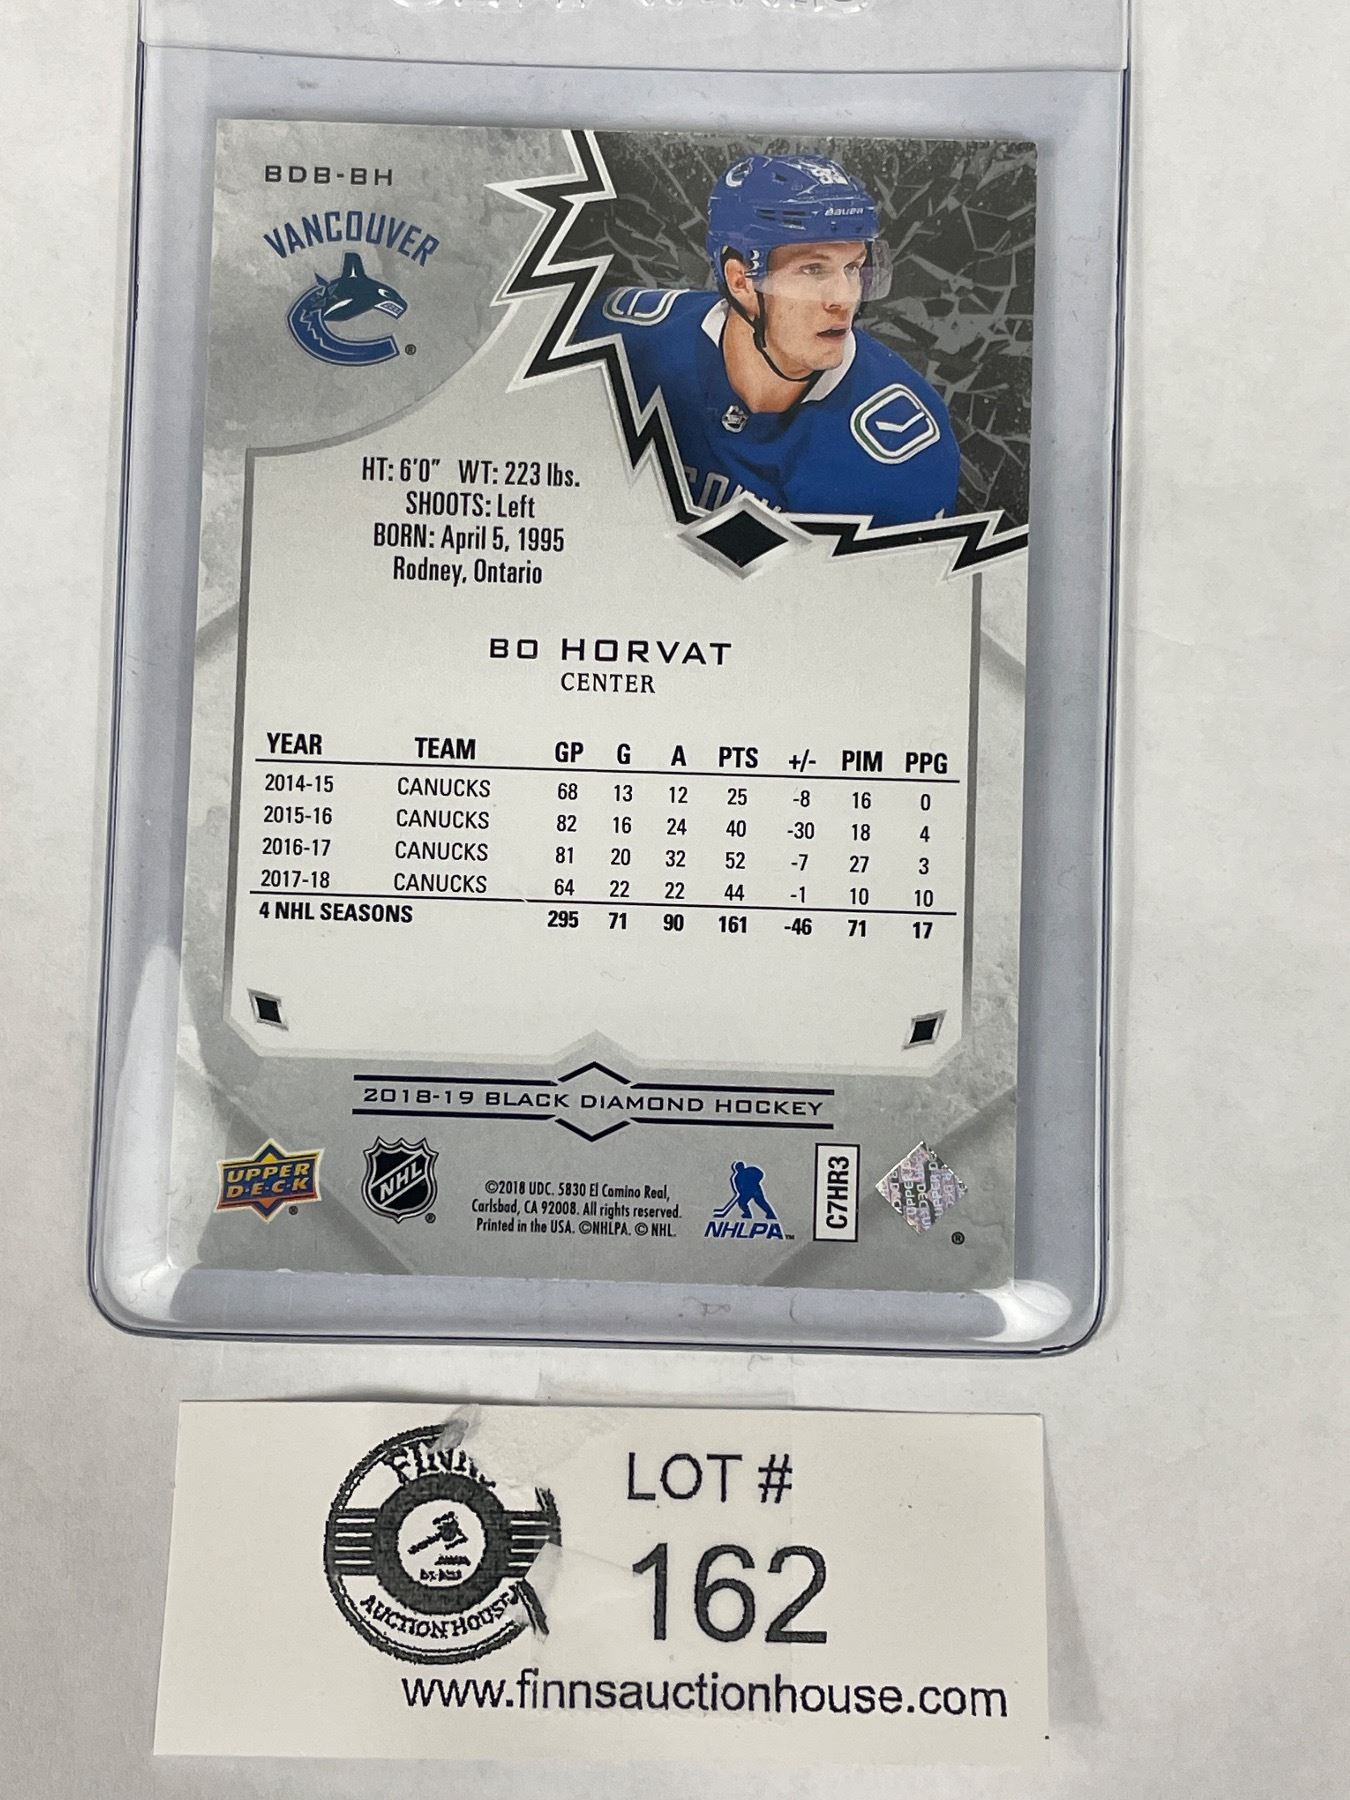 BDB-BH
VANCOUVER
®
BAUER
HT: 6'0" WT: 223 lbs.
SHOOTS: Left
BORN: April 5, 1995
Rodney, Ontario
BO HORVAT
CENTER
YEAR TEAM GP G A PTS +/- PIM PPG
2014-15 CANUCKS 68 13 12 25 -8 16 0
2015-16 CANUCKS 82 16 24 40 -30 18 4
2016-17 CANUCKS 81 20 32 52 -7 27 3
2017-18 CANUCKS 64 22 22 44 -1 10 10
4 NHL SEASONS 295 71 90 161 -46 71 17
2018-19 BLACK DIAMOND HOCKEY
UPPER
D·E·C·K
®
NHL
®
©2018 UDC. 5830 El Camino Real,
Carlsbad, CA 92008. All rights reserved.
Printed in the USA. ©NHLPA. © NHL.
NHLPA™
C7HR3
UPPER DE
®
LOT #
162
AUCTION HOUSE
www.finnsauctionhouse.com